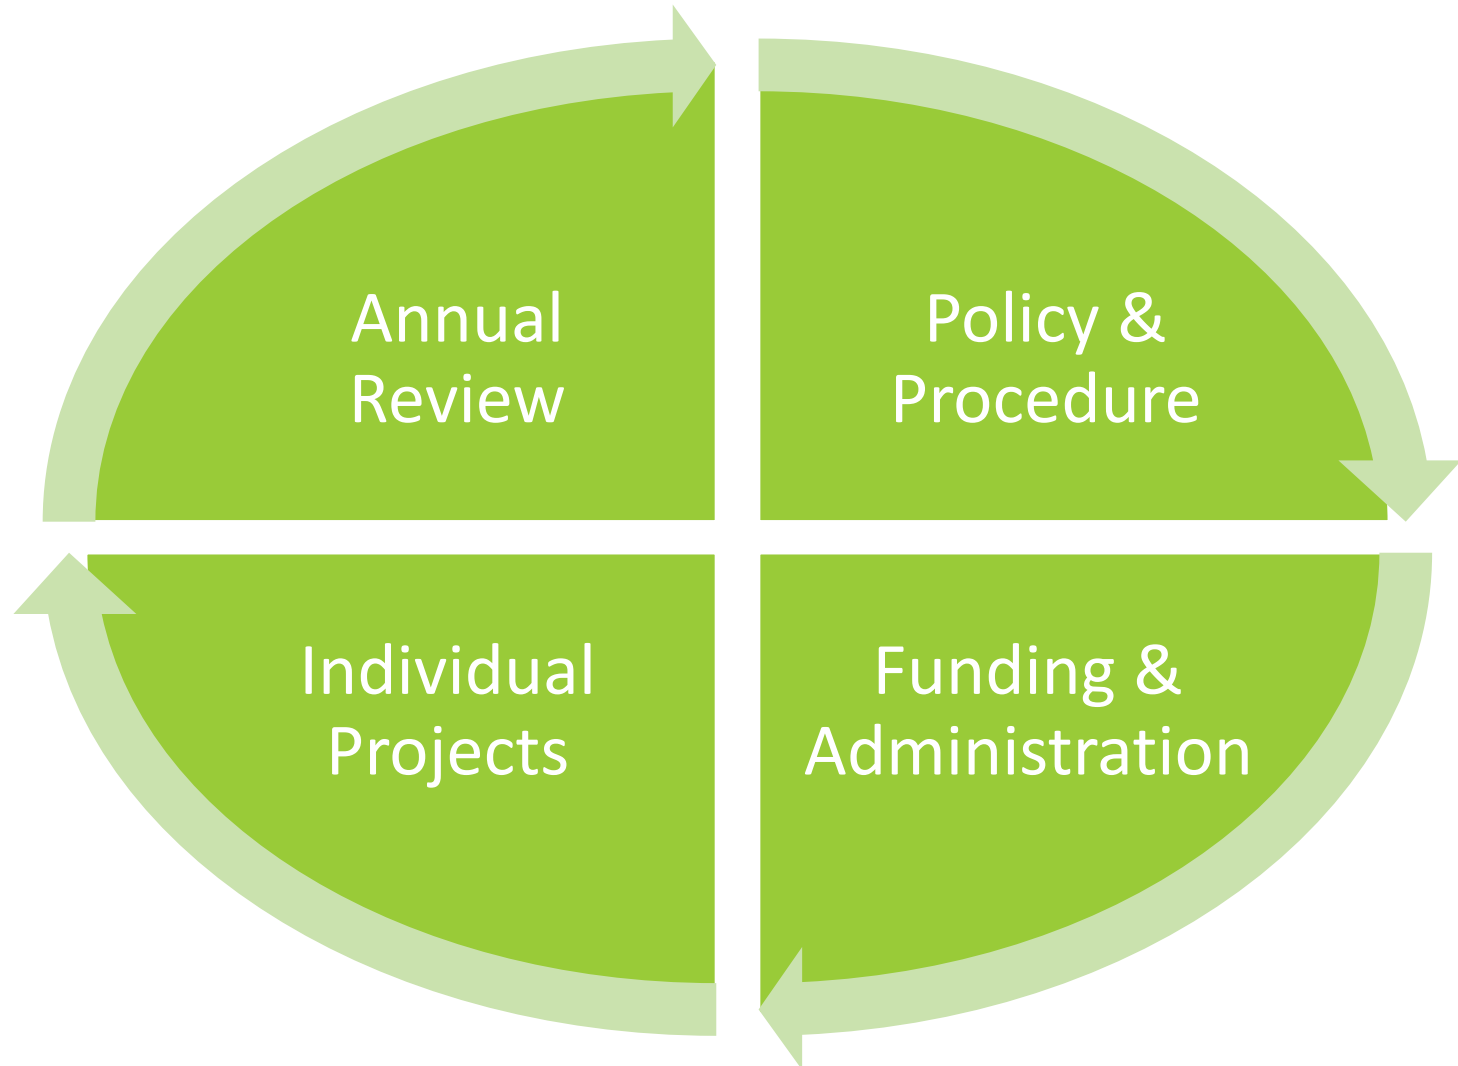 Annual
Review
Policy &
Procedure
Individual
Projects
Funding &
Administration